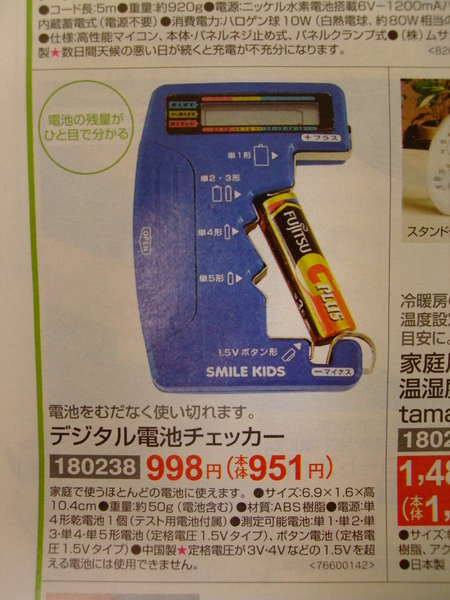 ●コード長:5m●重量:約920g●電源:ニッケル水素電池搭載6V−1200mA
内蔵蓄電式(電源不要)●消費電力:ハロゲン球10W(白熱電球、約80W相当の
●仕様:高性能マイコン、本体・パネルネジ止め式、パネルクランプ式●(株)ムサ
製★数日間天候の悪い日が続くと充電が不充分になります。
<820
電池の残量が
ひと目で分かる
+プラス
単1形
単2・3形
単4形
単5形
OPEN
1.5Vボタン形
−マイナス
SMILE KIDS
FUJITSU
G PLUS
電池をむだなく使い切れます。
デジタル電池チェッカー
180238 998円(本体951円)
家庭で使うほとんどの電池に使えます。●サイズ:6.9×1.6×高
10.4cm●重量:約50g(電池含む)●材質:ABS樹脂●電源:単
4形乾電池1個(テスト用電池付属)●測定可能電池:単1・単2・単
3・単4・単5形電池(定格電圧1.5Vタイプ)、ボタン電池(定格電
圧1.5Vタイプ)●中国製★定格電圧が3V・4Vなどの1.5Vを超
える電池には使用できません。
<76600142>
スタンド
冷暖房の
温度設定
目安に。
家庭用
温湿度
tama
1802
1,48
(本体1,
●サイズ:
樹脂、アク
●日本製